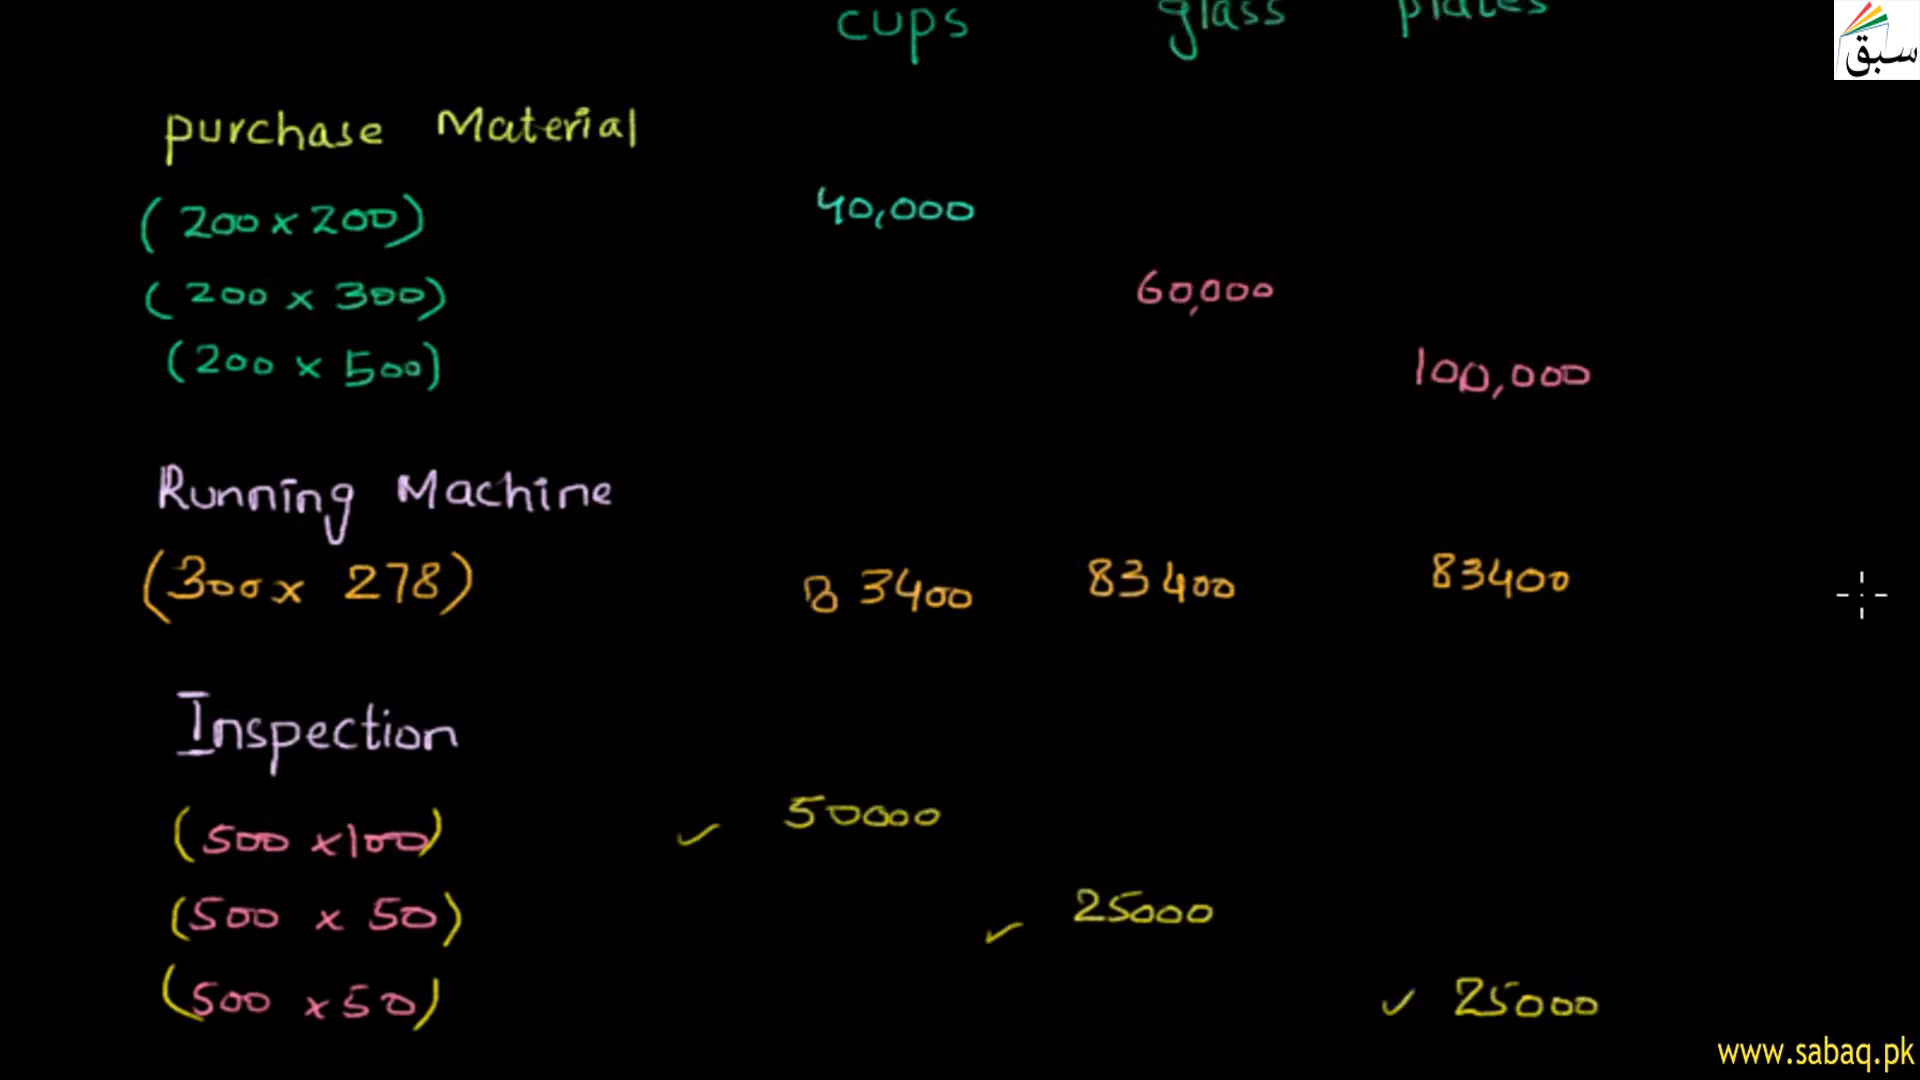 cups glass plates
سبق
purchase Material
(200 x 200) 40,000
(200 x 300) 60,000
(200 x 500) 100,000
Running Machine
(300 x 278) 83400 83400 83400
Inspection
(500 x 100) ✓ 50000
(500 x 50) ✓ 25000
(500 x 50) ✓ 25000
www.sabaq.pk